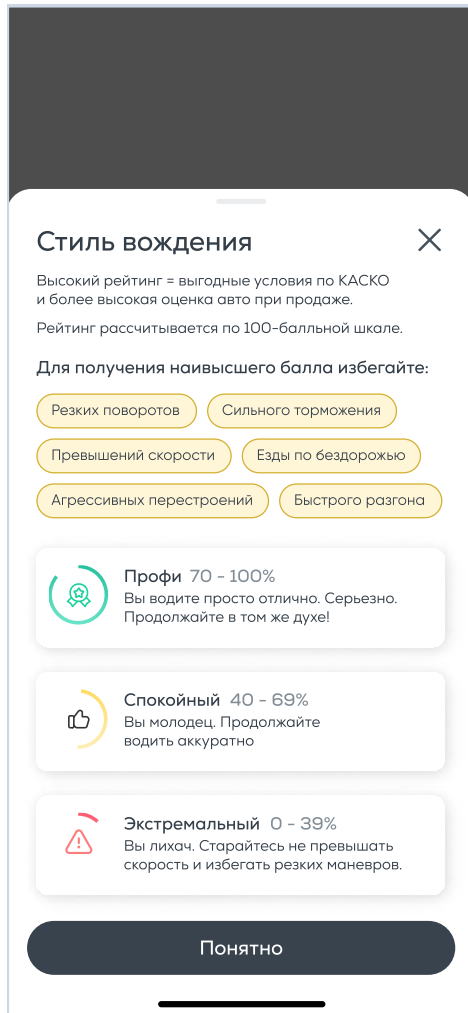 Стиль вождения
Высокий рейтинг = выгодные условия по КАСКО
и более высокая оценка авто при продаже.
Рейтинг рассчитывается по 100-балльной шкале.
Для получения наивысшего балла избегайте:
Резких поворотов
Сильного торможения
Превышений скорости
Езды по бездорожью
Агрессивных перестроений
Быстрого разгона
Профи 70 - 100%
Вы водите просто отлично. Серьезно.
Продолжайте в том же духе!
Спокойный 40 - 69%
Вы молодец. Продолжайте
водить аккуратно
Экстремальный 0 - 39%
Вы лихач. Старайтесь не превышать
скорость и избегать резких маневров.
Понятно